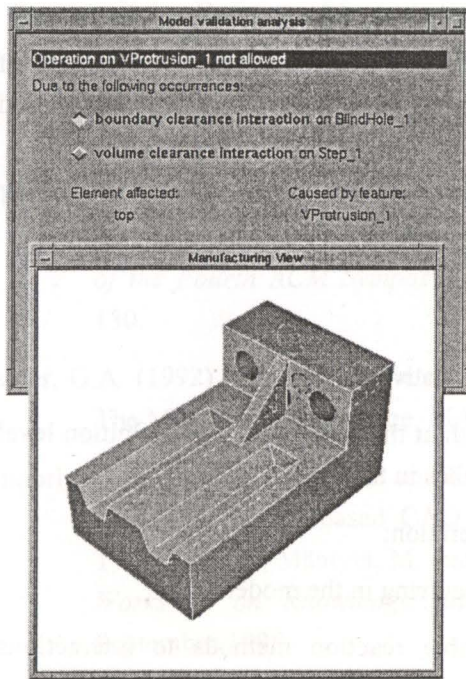 Model validation analysis
Operation on VProtrusion_1 not allowed
Due to the following occurrences:
boundary clearance interaction on BlindHole_1
volume clearance interaction on Step_1
Element affected: Caused by feature:
top VProtrusion_1
Manufacturing View